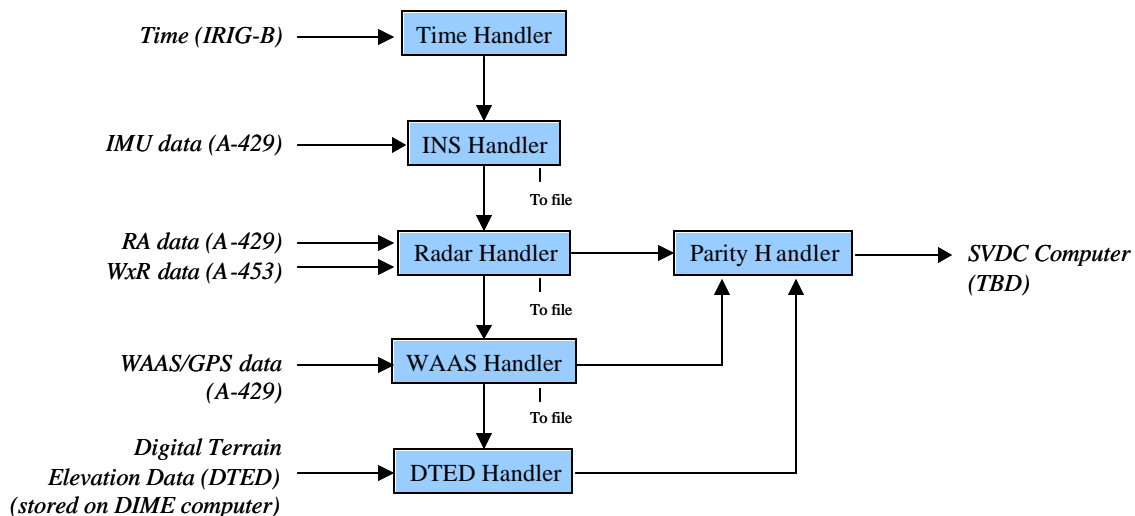 Time (IRIG-B)
Time Handler
IMU data (A-429)
INS Handler
To file
RA data (A-429)
WxR data (A-453)
Radar Handler
Parity Handler
SVDC Computer
(TBD)
To file
WAAS/GPS data
(A-429)
WAAS Handler
To file
Digital Terrain
Elevation Data (DTED)
(stored on DIME computer)
DTED Handler